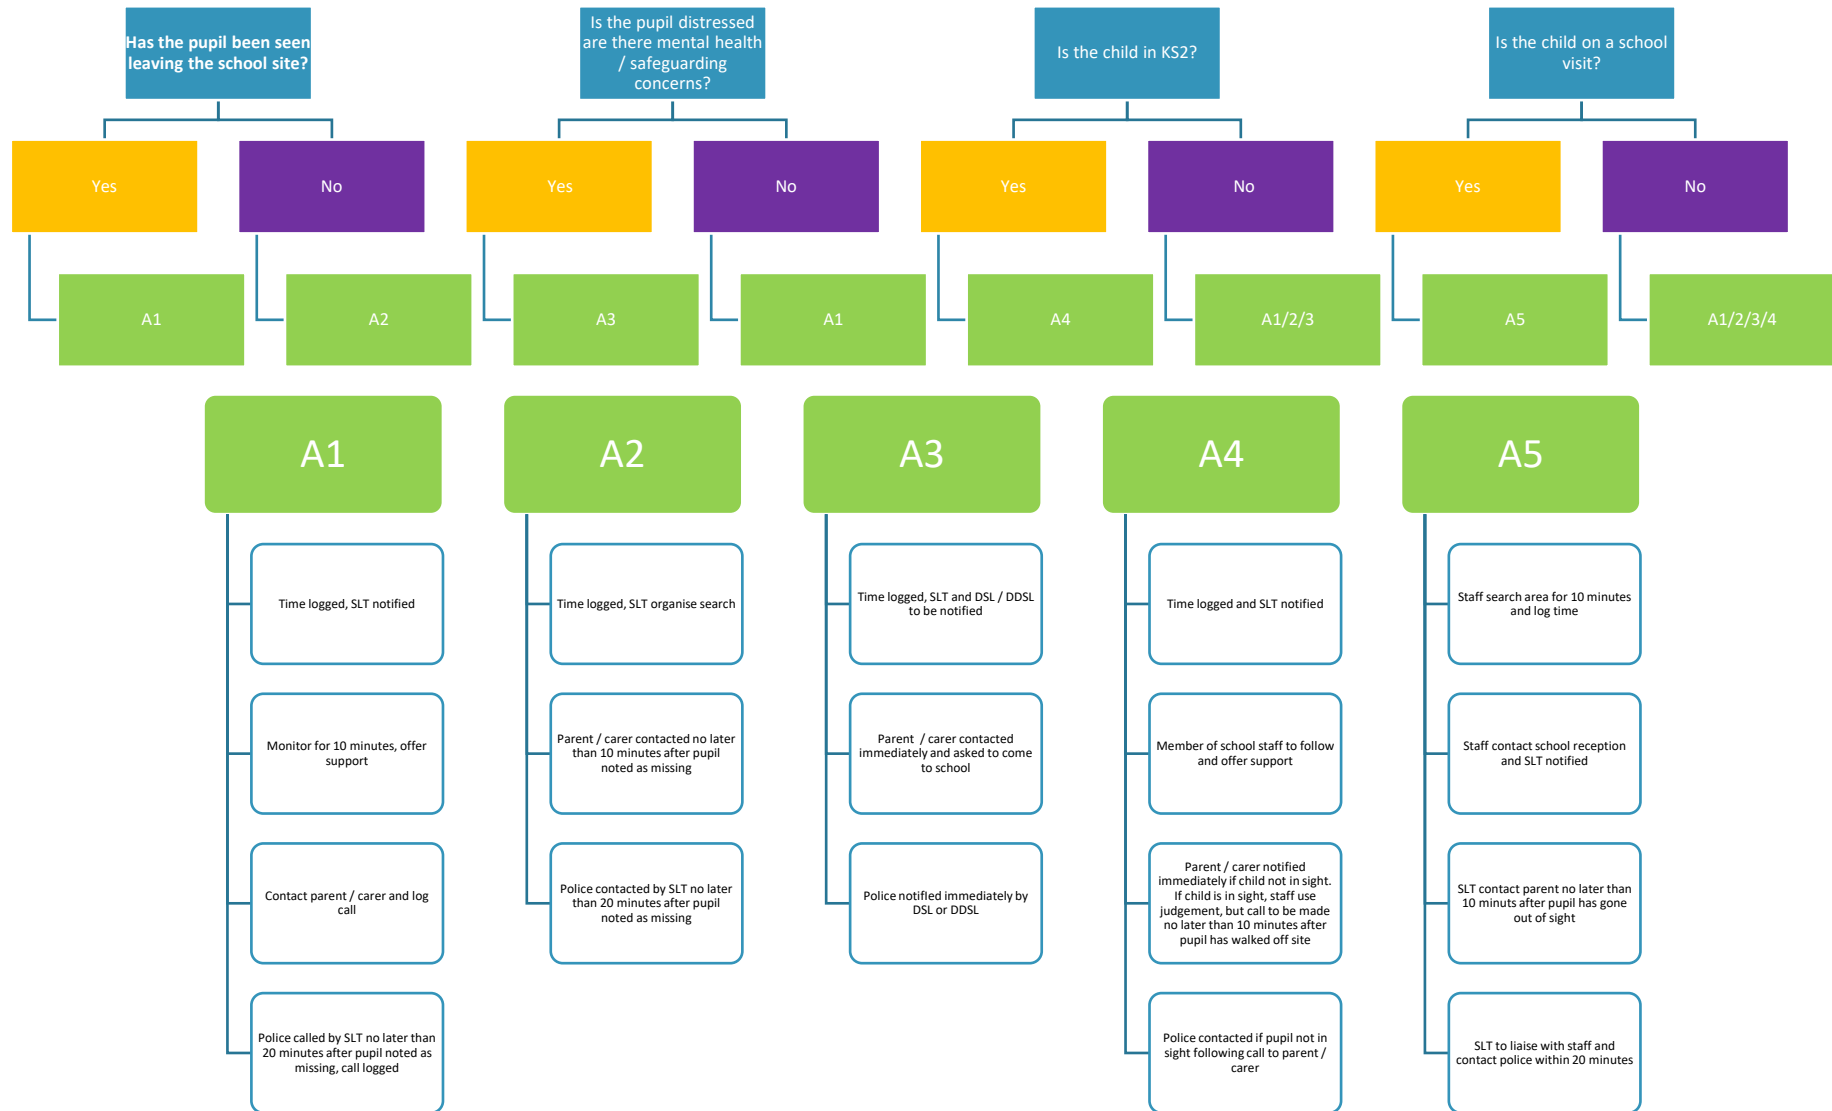 Has the pupil been seen
leaving the school site?
Is the pupil distressed
are there mental health
/ safeguarding
concerns?
Is the child in KS2?
Is the child on a school
visit?
Yes
No
Yes
No
Yes
No
Yes
No
A1
A2
A3
A1
A4
A1/2/3
A5
A1/2/3/4
A1
Time logged, SLT notified
Monitor for 10 minutes, offer
support
Contact parent / carer and log
call
Police called by SLT no later than
20 minutes after pupil noted as
missing, call logged
A2
Time logged, SLT organise search
Parent / carer contacted no later
than 10 minutes after pupil
noted as missing
Police contacted by SLT no later
than 20 minutes after pupil
noted as missing
A3
Time logged, SLT and DSL / DDSL
to be notified
Parent / carer contacted
immediately and asked to come
to school
Police notified immediately by
DSL or DDSL
A4
Time logged and SLT notified
Member of school staff to follow
and offer support
Parent / carer notified
immediately if child not in sight.
If child is in sight, staff use
judgement, but call to be made
no later than 10 minutes after
pupil has walked off site
Police contacted if pupil not in
sight following call to parent /
carer
A5
Staff search area for 10 minutes
and log time
Staff contact school reception
and SLT notified
SLT contact parent no later than
10 minuts after pupil has gone
out of sight
SLT to liaise with staff and
contact police within 20 minutes